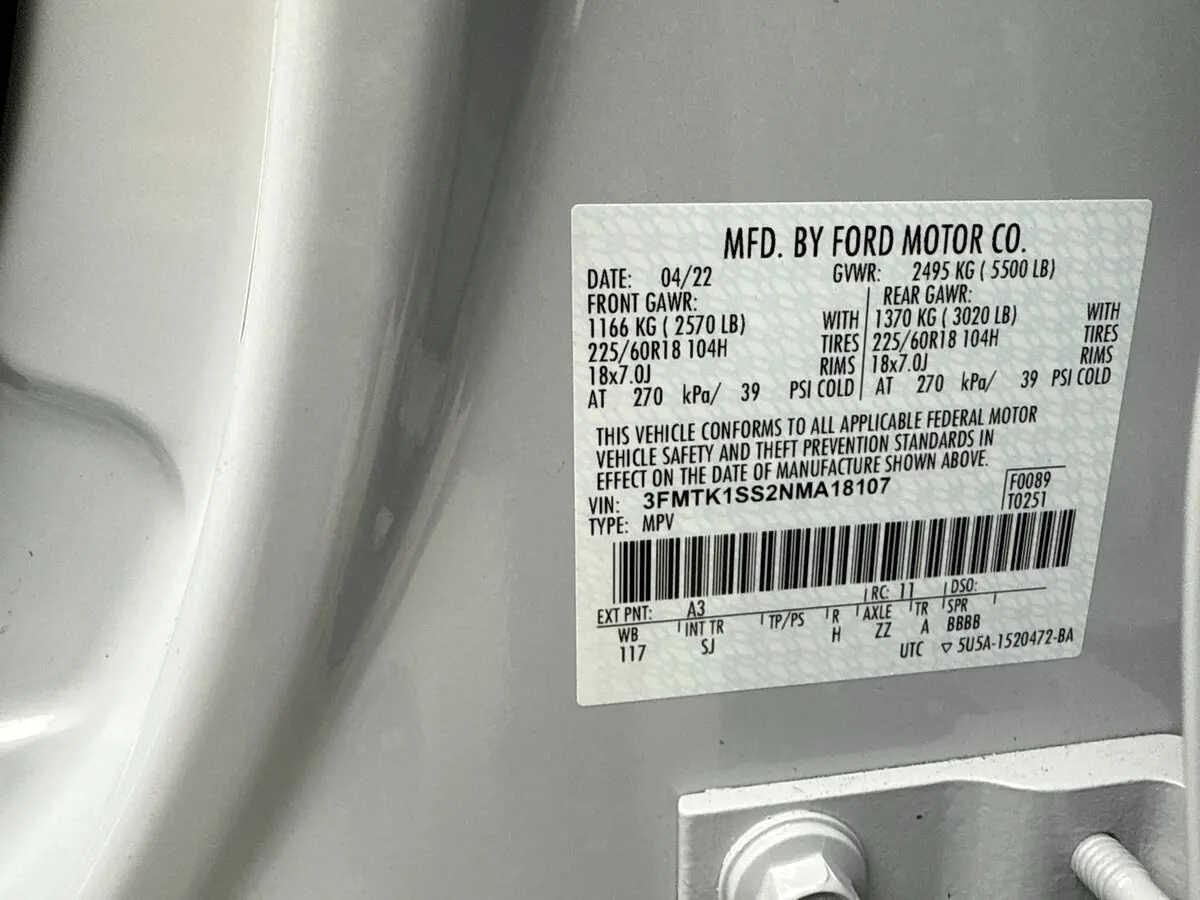 MFD. BY FORD MOTOR CO.
DATE: 04/22 GVWR: 2495 KG ( 5500 LB)
FRONT GAWR: REAR GAWR:
1166 KG ( 2570 LB) WITH 1370 KG ( 3020 LB) WITH
225/60R18 104H TIRES 225/60R18 104H TIRES
18x7.0J RIMS 18x7.0J RIMS
AT 270 kPa/ 39 PSI COLD AT 270 kPa/ 39 PSI COLD
THIS VEHICLE CONFORMS TO ALL APPLICABLE FEDERAL MOTOR
VEHICLE SAFETY AND THEFT PREVENTION STANDARDS IN
EFFECT ON THE DATE OF MANUFACTURE SHOWN ABOVE.
VIN: 3FMTK1SS2NMA18107 F0089
TYPE: MPV T0251
EXT PNT: A3 RC: 11 DSO:
WB INT TR TP/PS R AXLE TR SPR
117 SJ H ZZ A BBBB
UTC ▽ 5U5A-1520472-BA